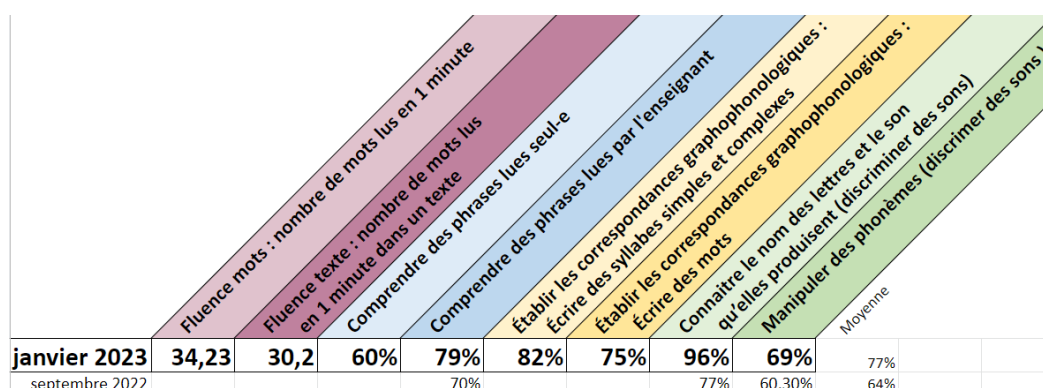 Fluence mots : nombre de mots lus en 1 minute
Fluence texte : nombre de mots lus
en 1 minute dans un texte
Comprendre des phrases lues seul-e
Comprendre des phrases lues par l'enseignant
Établir les correspondances graphophonologiques :
Écrire des syllabes simples et complexes
Établir les correspondances graphophonologiques :
Écrire des mots
Connaitre le nom des lettres et le son
qu'elles produisent (discriminer des sons)
Manipuler des phonèmes (discrimer des sons
Moyenne
janvier 2023 34,23 30,2 60% 79% 82% 75% 96% 69% 77%
septembre 2022 70% 77% 60,30% 64%